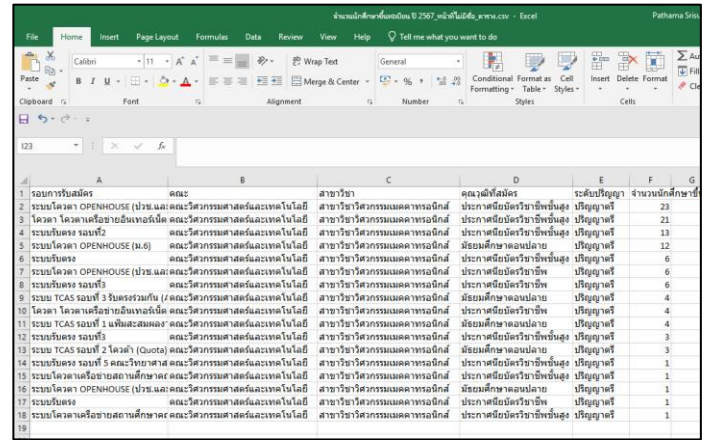 จำนวนนักศึกษาขึ้นทะเบียน ปี 2567_หน้าที่ไม่มีชื่อ_ตาราง.csv - Excel
Pathama Srisu
File Home Insert Page Layout Formulas Data Review View Help Tell me what you want to do
Calibri 11 Wrap Text General Au
Paste B I U Merge & Center % Conditional Format as Cell Insert Delete Format Fill
Formatting Table Styles Cle
Clipboard Font Alignment Number Styles Cells
I23 fx
A B C D E F G
1 รอบการรับสมัคร คณะ สาขาวิชา คุณวุฒิที่สมัคร ระดับปริญญา จำนวนนักศึกษาขึ้
2 ระบบโควตา OPENHOUSE (ปวช.และ คณะวิศวกรรมศาสตร์และเทคโนโลยี สาขาวิชาวิศวกรรมเมคคาทรอนิกส์ ประกาศนียบัตรวิชาชีพชั้นสูง ปริญญาตรี 23
3 โควตา โควตาเครือข่ายอินเทอร์เน็ต คณะวิศวกรรมศาสตร์และเทคโนโลยี สาขาวิชาวิศวกรรมเมคคาทรอนิกส์ ประกาศนียบัตรวิชาชีพ ปริญญาตรี 21
4 ระบบรับตรง รอบที่2 คณะวิศวกรรมศาสตร์และเทคโนโลยี สาขาวิชาวิศวกรรมเมคคาทรอนิกส์ ประกาศนียบัตรวิชาชีพ ปริญญาตรี 13
5 ระบบโควตา OPENHOUSE (ม.6) คณะวิศวกรรมศาสตร์และเทคโนโลยี สาขาวิชาวิศวกรรมเมคคาทรอนิกส์ มัธยมศึกษาตอนปลาย ปริญญาตรี 12
6 ระบบรับตรง คณะวิศวกรรมศาสตร์และเทคโนโลยี สาขาวิชาวิศวกรรมเมคคาทรอนิกส์ ประกาศนียบัตรวิชาชีพชั้นสูง ปริญญาตรี 6
7 ระบบโควตา OPENHOUSE (ปวช.และ คณะวิศวกรรมศาสตร์และเทคโนโลยี สาขาวิชาวิศวกรรมเมคคาทรอนิกส์ ประกาศนียบัตรวิชาชีพ ปริญญาตรี 6
8 ระบบรับตรง รอบที่3 คณะวิศวกรรมศาสตร์และเทคโนโลยี สาขาวิชาวิศวกรรมเมคคาทรอนิกส์ ประกาศนียบัตรวิชาชีพ ปริญญาตรี 6
9 ระบบ TCAS รอบที่ 3 รับตรงร่วมกัน (A คณะวิศวกรรมศาสตร์และเทคโนโลยี สาขาวิชาวิศวกรรมเมคคาทรอนิกส์ มัธยมศึกษาตอนปลาย ปริญญาตรี 4
10 โควตา โควตาเครือข่ายอินเทอร์เน็ต คณะวิศวกรรมศาสตร์และเทคโนโลยี สาขาวิชาวิศวกรรมเมคคาทรอนิกส์ มัธยมศึกษาตอนปลาย ปริญญาตรี 4
11 ระบบ TCAS รอบที่ 1 แฟ้มสะสมผลง คณะวิศวกรรมศาสตร์และเทคโนโลยี สาขาวิชาวิศวกรรมเมคคาทรอนิกส์ มัธยมศึกษาตอนปลาย ปริญญาตรี 4
12 ระบบรับตรง รอบที่3 คณะวิศวกรรมศาสตร์และเทคโนโลยี สาขาวิชาวิศวกรรมเมคคาทรอนิกส์ ประกาศนียบัตรวิชาชีพชั้นสูง ปริญญาตรี 3
13 ระบบ TCAS รอบที่ 2 โควต้า (Quota) คณะวิศวกรรมศาสตร์และเทคโนโลยี สาขาวิชาวิศวกรรมเมคคาทรอนิกส์ มัธยมศึกษาตอนปลาย ปริญญาตรี 3
14 ระบบรับตรง รอบที่ 5 คณะวิทยาศาส คณะวิศวกรรมศาสตร์และเทคโนโลยี สาขาวิชาวิศวกรรมเมคคาทรอนิกส์ ประกาศนียบัตรวิชาชีพชั้นสูง ปริญญาตรี 1
15 ระบบโควตาเครือข่ายสถานศึกษาคณ คณะวิศวกรรมศาสตร์และเทคโนโลยี สาขาวิชาวิศวกรรมเมคคาทรอนิกส์ ประกาศนียบัตรวิชาชีพ ปริญญาตรี 1
16 ระบบโควตา OPENHOUSE (ปวช.และ คณะวิศวกรรมศาสตร์และเทคโนโลยี สาขาวิชาวิศวกรรมเมคคาทรอนิกส์ มัธยมศึกษาตอนปลาย ปริญญาตรี 1
17 ระบบรับตรง คณะวิศวกรรมศาสตร์และเทคโนโลยี สาขาวิชาวิศวกรรมเมคคาทรอนิกส์ ประกาศนียบัตรวิชาชีพ ปริญญาตรี 1
18 ระบบโควตาเครือข่ายสถานศึกษาคณ คณะวิศวกรรมศาสตร์และเทคโนโลยี สาขาวิชาวิศวกรรมเมคคาทรอนิกส์ ประกาศนียบัตรวิชาชีพชั้นสูง ปริญญาตรี 1
19